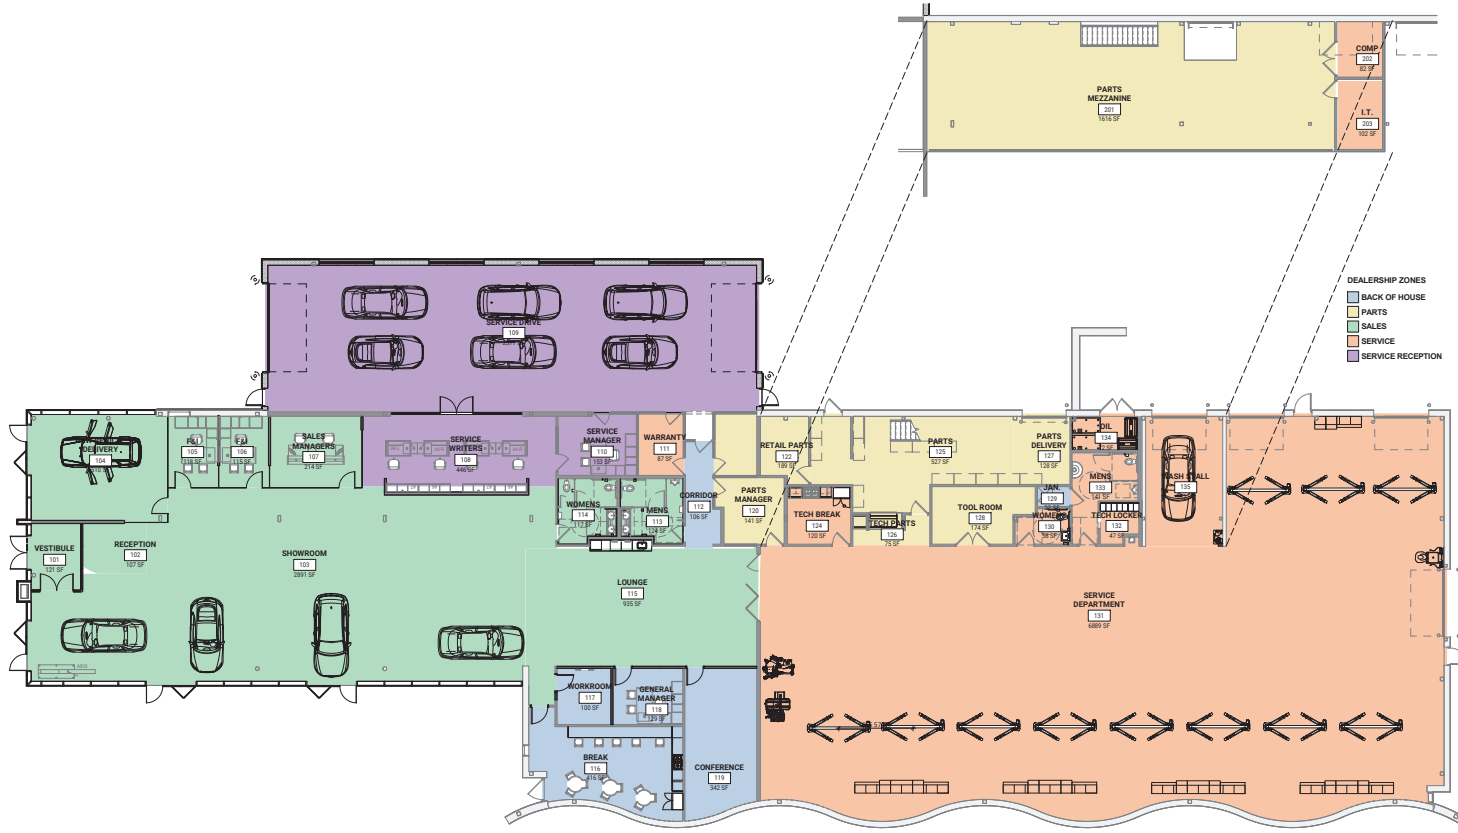 COMP
202
82 SF
PARTS
MEZZANINE
201
1616 SF
I.T.
203
102 SF
DEALERSHIP ZONES
BACK OF HOUSE
PARTS
SALES
SERVICE
SERVICE RECEPTION
SERVICE DRIVE
109
DELIVERY
104
F&I
105
118 SF
F&I
106
115 SF
SALES
MANAGERS
107
214 SF
SERVICE
WRITERS
108
446 SF
SERVICE
MANAGER
110
153 SF
WARRANTY
111
87 SF
RETAIL PARTS
122
189 SF
PARTS
125
527 SF
PARTS
DELIVERY
127
128 SF
OIL
134
MENS
133
141 SF
WASH STALL
135
CORRIDOR
112
106 SF
PARTS
MANAGER
120
141 SF
TECH BREAK
124
120 SF
TECH PARTS
126
75 SF
TOOL ROOM
128
174 SF
JAN.
129
WOMENS
130
58 SF
TECH LOCKER
132
47 SF
WOMENS
114
117 SF
MENS
113
124 SF
VESTIBULE
101
121 SF
RECEPTION
102
107 SF
SHOWROOM
103
2891 SF
LOUNGE
115
935 SF
SERVICE
DEPARTMENT
131
6889 SF
WORKROOM
117
100 SF
GENERAL
MANAGER
118
129 SF
BREAK
116
416 SF
CONFERENCE
119
342 SF